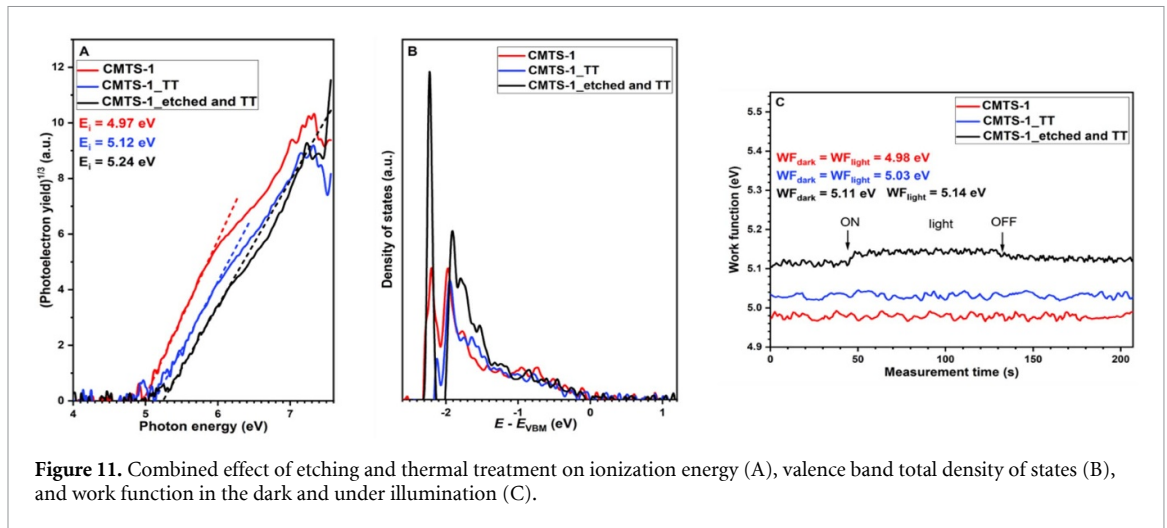 A
CMTS-1
CMTS-1_TT
CMTS-1_etched and TT
Ei = 4.97 eV
Ei = 5.12 eV
Ei = 5.24 eV
12
10
8
6
4
2
0
4 5 6 7
(Photoelectron yield)1/3 (a.u.)
Photon energy (eV)
B
CMTS-1
CMTS-1_TT
CMTS-1_etched and TT
Density of states (a.u.)
-2 -1 0 1
E - EVBM (eV)
C
CMTS-1
CMTS-1_TT
CMTS-1_etched and TT
WFdark = WFlight = 4.98 eV
WFdark = WFlight = 5.03 eV
WFdark = 5.11 eV WFlight = 5.14 eV
ON light OFF
5.5
5.4
5.3
5.2
5.1
5.0
4.9
0 50 100 150 200
Work function (eV)
Measurement time (s)
Figure 11. Combined effect of etching and thermal treatment on ionization energy (A), valence band total density of states (B),
and work function in the dark and under illumination (C).